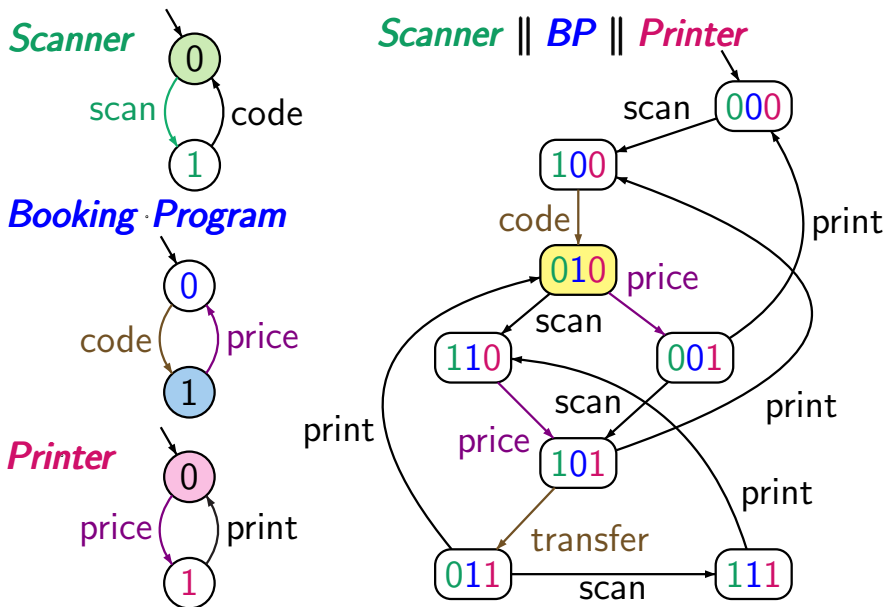 Scanner
0
scan
code
1
Booking Program
0
code
price
1
Printer
0
price
print
1
Scanner || BP || Printer
000
scan
100
code
print
010
price
scan
110
001
scan
print
price
print
101
print
transfer
011
scan
111